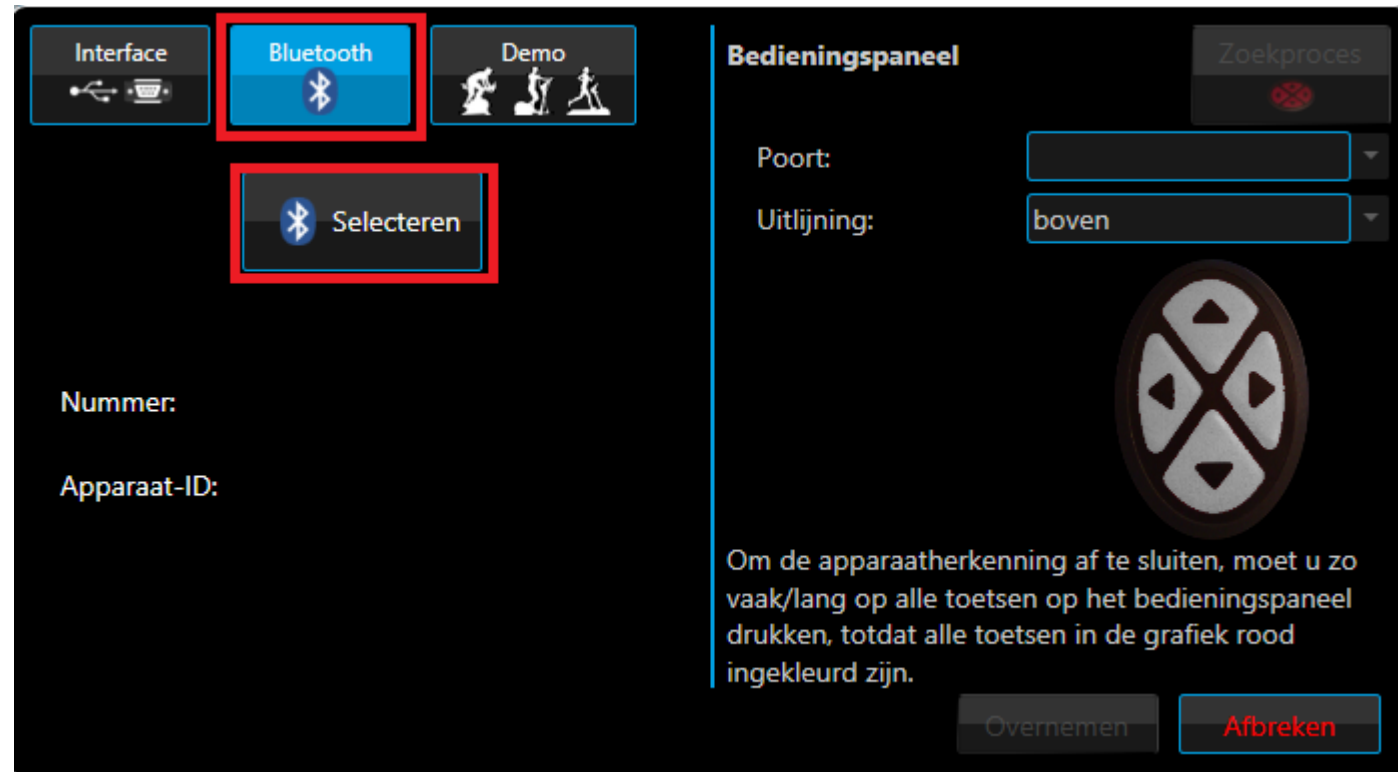 Interface
Bluetooth
Demo
Selecteren
Nummer:
Apparaat-ID:
Bedieningspaneel
Zoekproces
Poort:
Uitlijning:
boven
Om de apparaatherkenning af te sluiten, moet u zo
vaak/lang op alle toetsen op het bedieningspaneel
drukken, totdat alle toetsen in de grafiek rood
ingekleurd zijn.
Overnemen
Afbreken